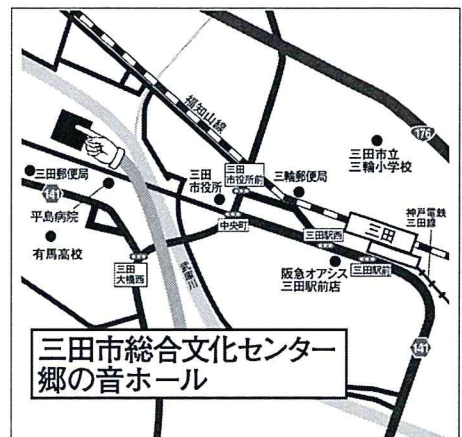 福知山線
176
三田市立
三輪小学校
三田
市役所
三田
市役所前
三輪郵便局
三田郵便局
141
平島病院
中央町
三田
神戸電鉄
三田線
三田駅西
有馬高校
三田
大橋西
武庫川
阪急オアシス
三田駅前店
三田駅前
141
三田市総合文化センター
郷の音ホール